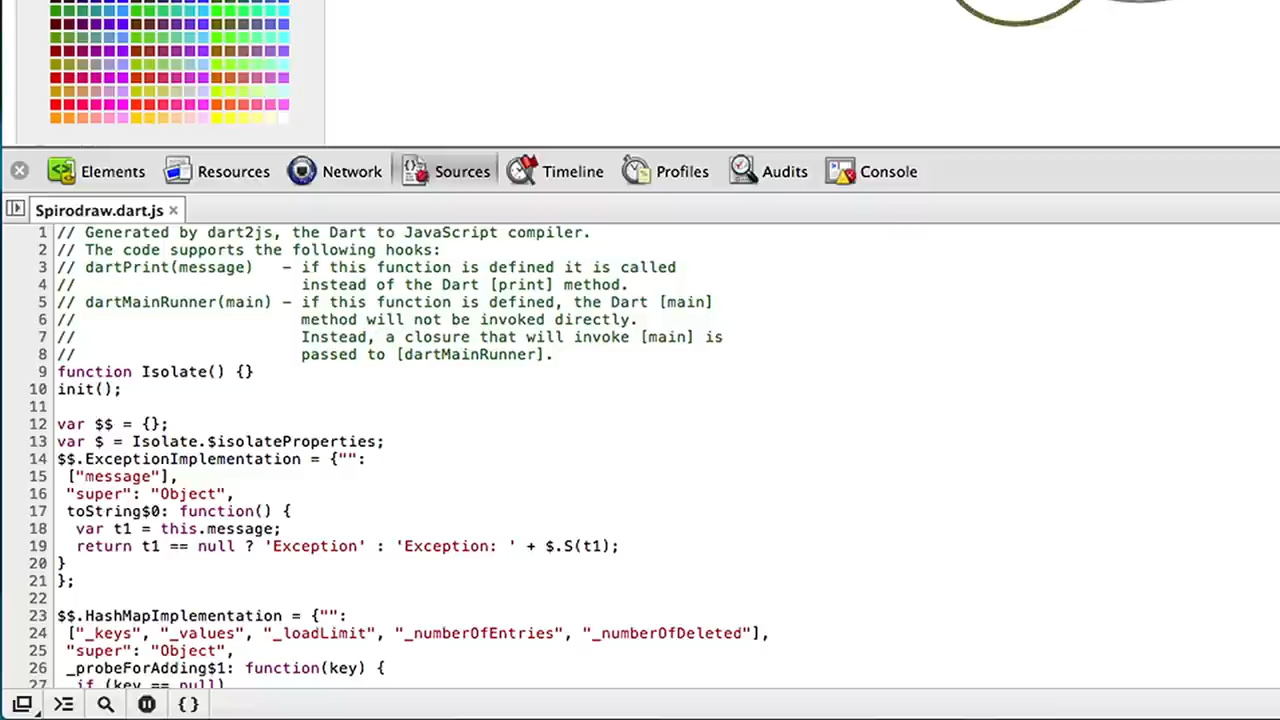 Elements Resources Network Sources Timeline Profiles Audits Console
Spirodraw.dart.js ×
1 // Generated by dart2js, the Dart to JavaScript compiler.
2 // The code supports the following hooks:
3 // dartPrint(message)   - if this function is defined it is called
4 //                        instead of the Dart [print] method.
5 // dartMainRunner(main) - if this function is defined, the Dart [main]
6 //                        method will not be invoked directly.
7 //                        Instead, a closure that will invoke [main] is
8 //                        passed to [dartMainRunner].
9 function Isolate() {}
10 init();
11
12 var $$ = {};
13 var $ = Isolate.$isolateProperties;
14 $$.ExceptionImplementation = {"":
15  ["message"],
16  "super": "Object",
17  toString$0: function() {
18   var t1 = this.message;
19   return t1 == null ? 'Exception' : 'Exception: ' + $.S(t1);
20 }
21 };
22
23 $$.HashMapImplementation = {"":
24  ["_keys", "_values", "_loadLimit", "_numberOfEntries", "_numberOfDeleted"],
25  "super": "Object",
26  _probeForAdding$1: function(key) {
27   if (key == null)